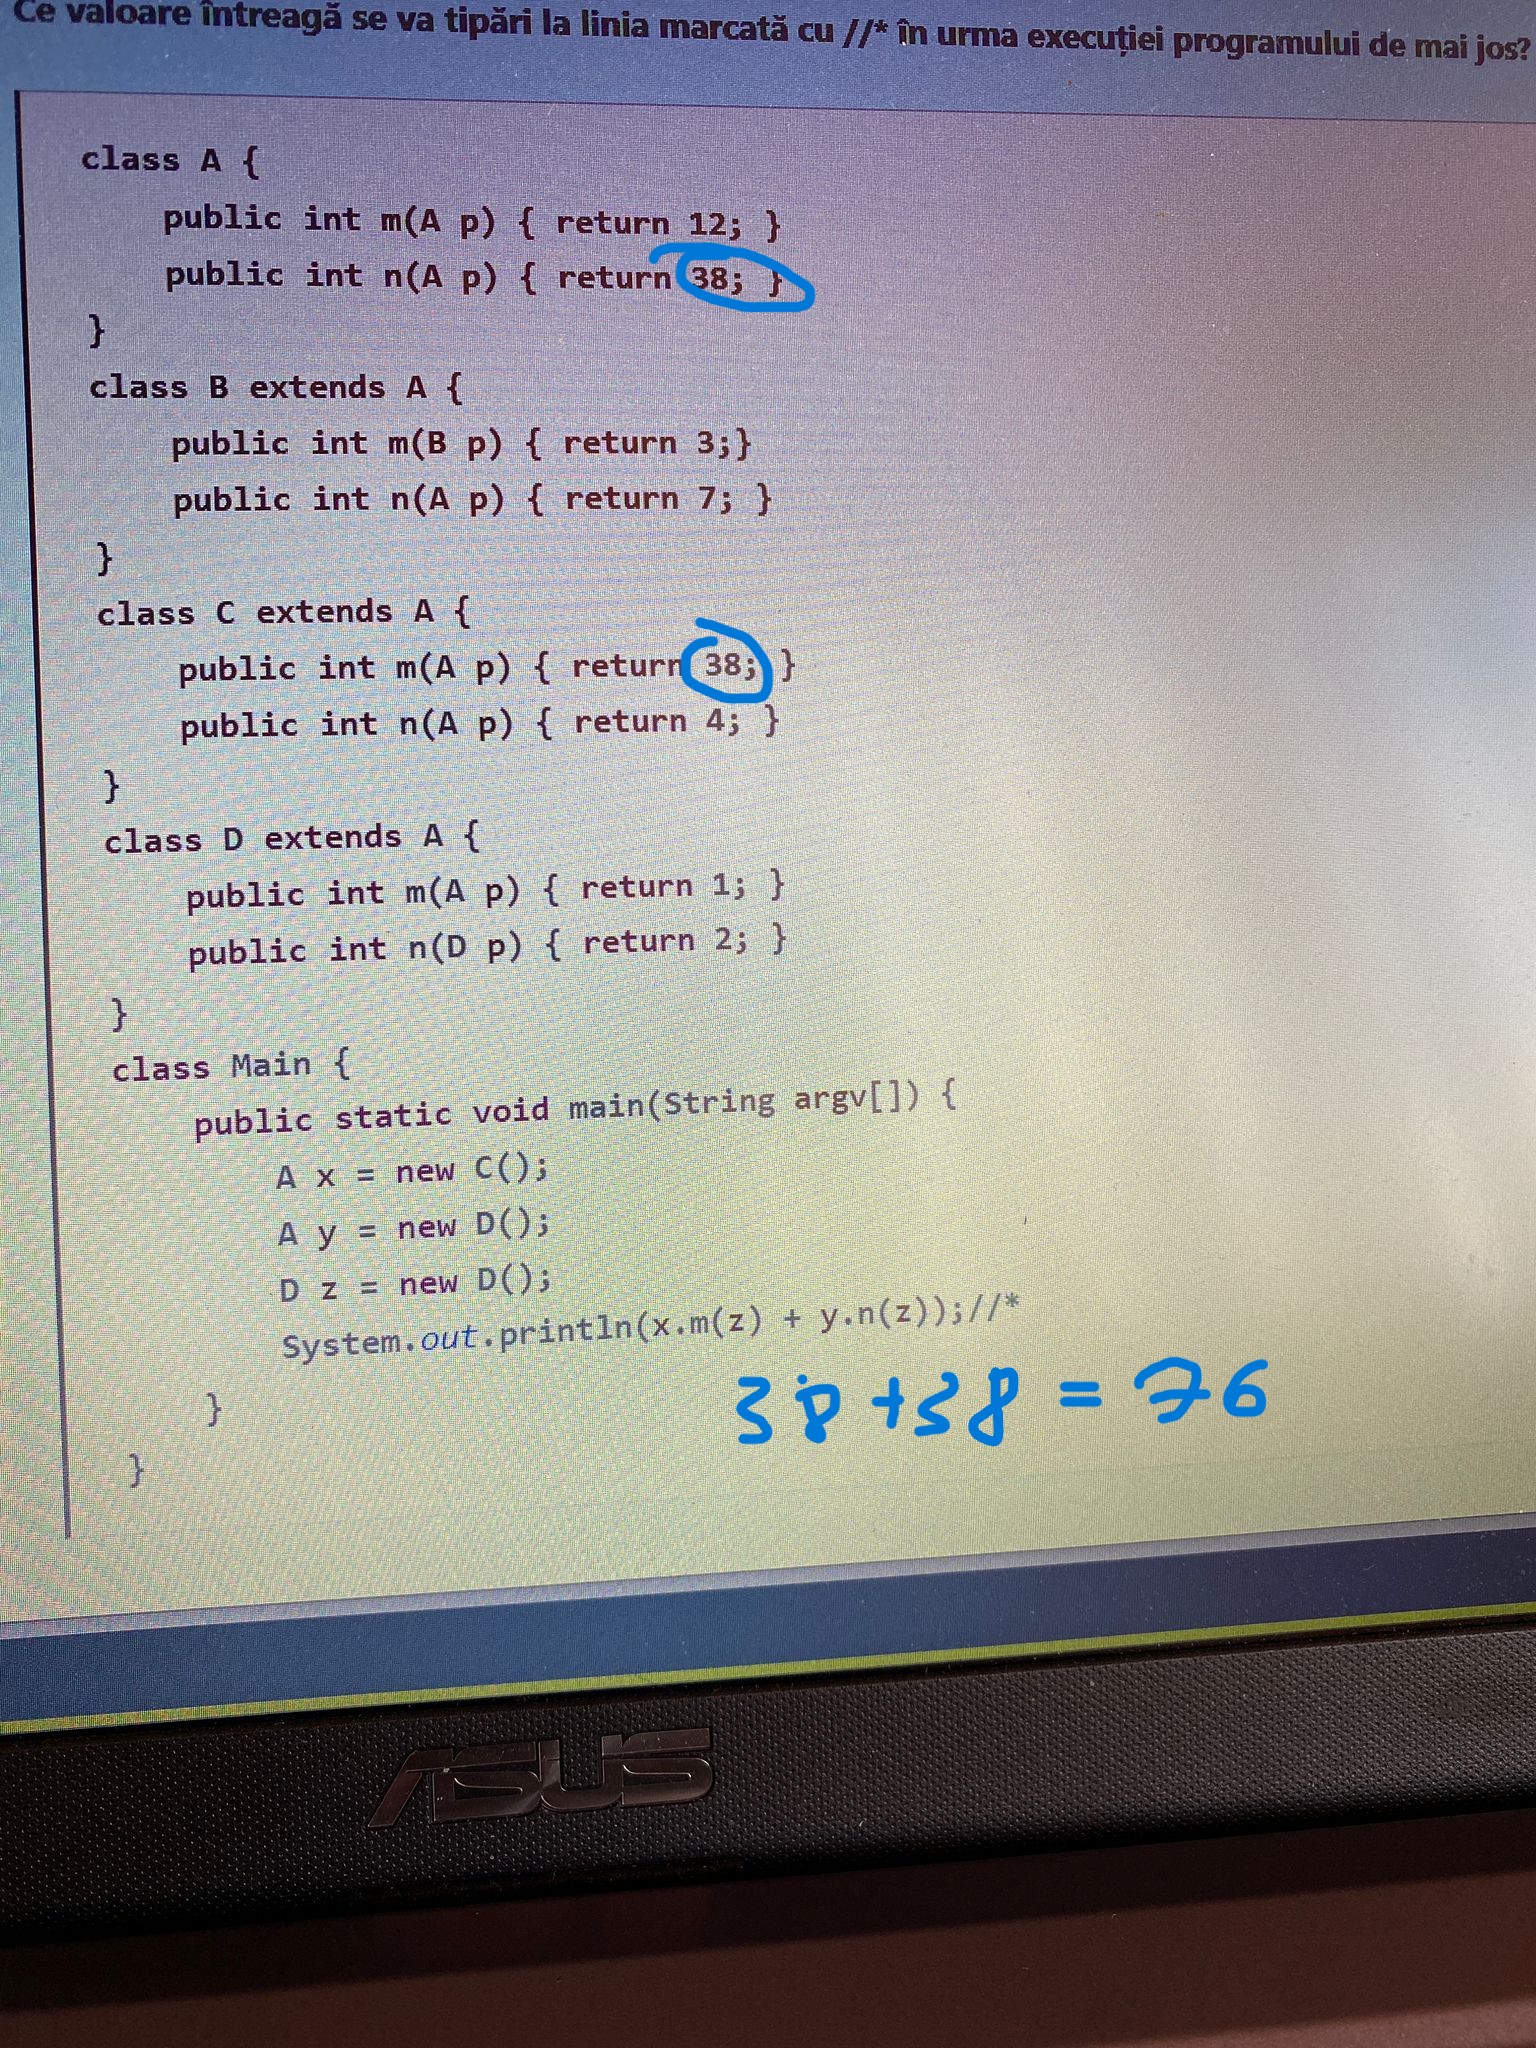 Ce valoare întreagă se va tipări la linia marcată cu //* în urma execuției programului de mai jos?
class A {
public int m(A p) { return 12; }
public int n(A p) { return 38; }
}
class B extends A {
public int m(B p) { return 3;}
public int n(A p) { return 7; }
}
class C extends A {
public int m(A p) { return 38; }
public int n(A p) { return 4; }
}
class D extends A {
public int m(A p) { return 1; }
public int n(D p) { return 2; }
}
class Main {
public static void main(String argv[]) {
A x = new C();
A y = new D();
D z = new D();
System.out.println(x.m(z) + y.n(z));//*
38+38 = 76
}
}
ASUS